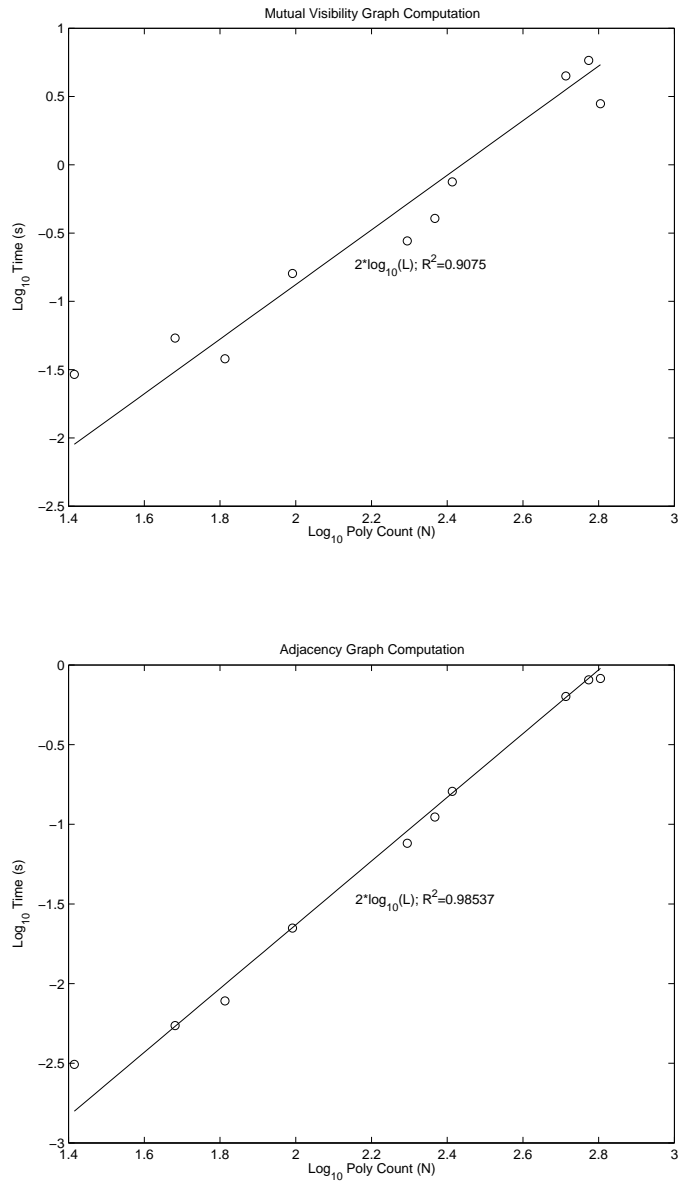 Mutual Visibility Graph Computation
1
0.5
0
−0.5
−1
−1.5
−2
−2.5
Log10 Time (s)
2*log10(L); R2=0.9075
1.4 1.6 1.8 2 2.2 2.4 2.6 2.8 3
Log10 Poly Count (N)
Adjacency Graph Computation
0
−0.5
−1
−1.5
−2
−2.5
−3
Log10 Time (s)
2*log10(L); R2=0.98537
1.4 1.6 1.8 2 2.2 2.4 2.6 2.8 3
Log10 Poly Count (N)